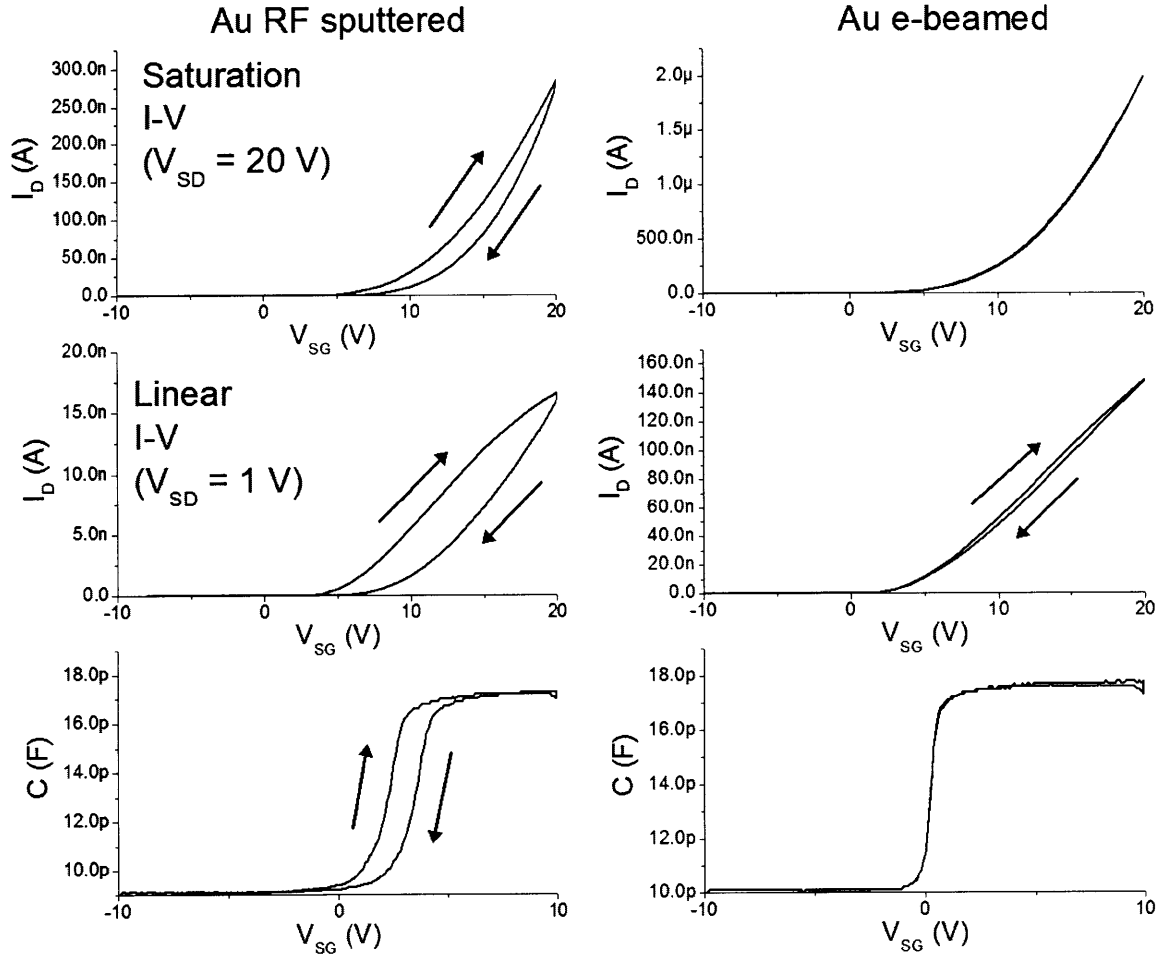 Au RF sputtered
Au e-beamed
300.0n
250.0n
200.0n
150.0n
100.0n
50.0n
0.0
I_D (A)
Saturation
I-V
(V_SD = 20 V)
-10
0
10
20
V_SG (V)
2.0µ
1.5µ
1.0µ
500.0n
0.0
I_D (A)
-10
0
10
20
V_SG (V)
20.0n
15.0n
10.0n
5.0n
0.0
I_D (A)
Linear
I-V
(V_SD = 1 V)
-10
0
10
20
V_SG (V)
160.0n
140.0n
120.0n
100.0n
80.0n
60.0n
40.0n
20.0n
0.0
I_D (A)
-10
0
10
20
V_SG (V)
18.0p
16.0p
14.0p
12.0p
10.0p
C (F)
-10
0
10
V_SG (V)
18.0p
16.0p
14.0p
12.0p
10.0p
C (F)
-10
0
10
V_SG (V)